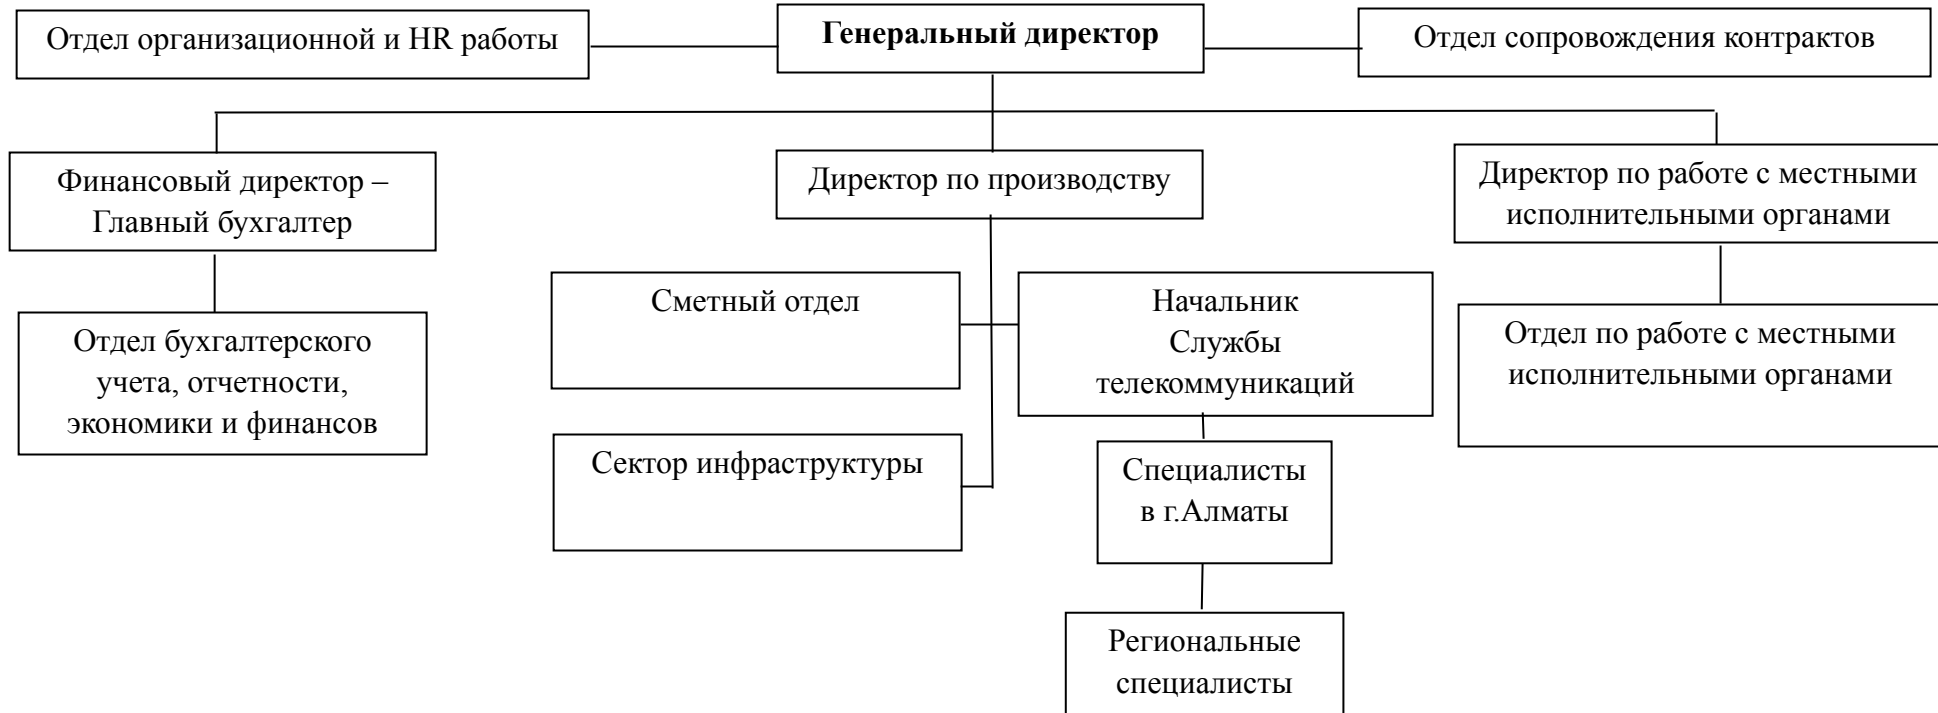 Отдел организационной и HR работы
Генеральный директор
Отдел сопровождения контрактов
Финансовый директор –
Главный бухгалтер
Директор по производству
Директор по работе с местными
исполнительными органами
Сметный отдел
Начальник
Службы
телекоммуникаций
Отдел бухгалтерского
учета, отчетности,
экономики и финансов
Отдел по работе с местными
исполнительными органами
Сектор инфраструктуры
Специалисты
в г.Алматы
Региональные
специалисты